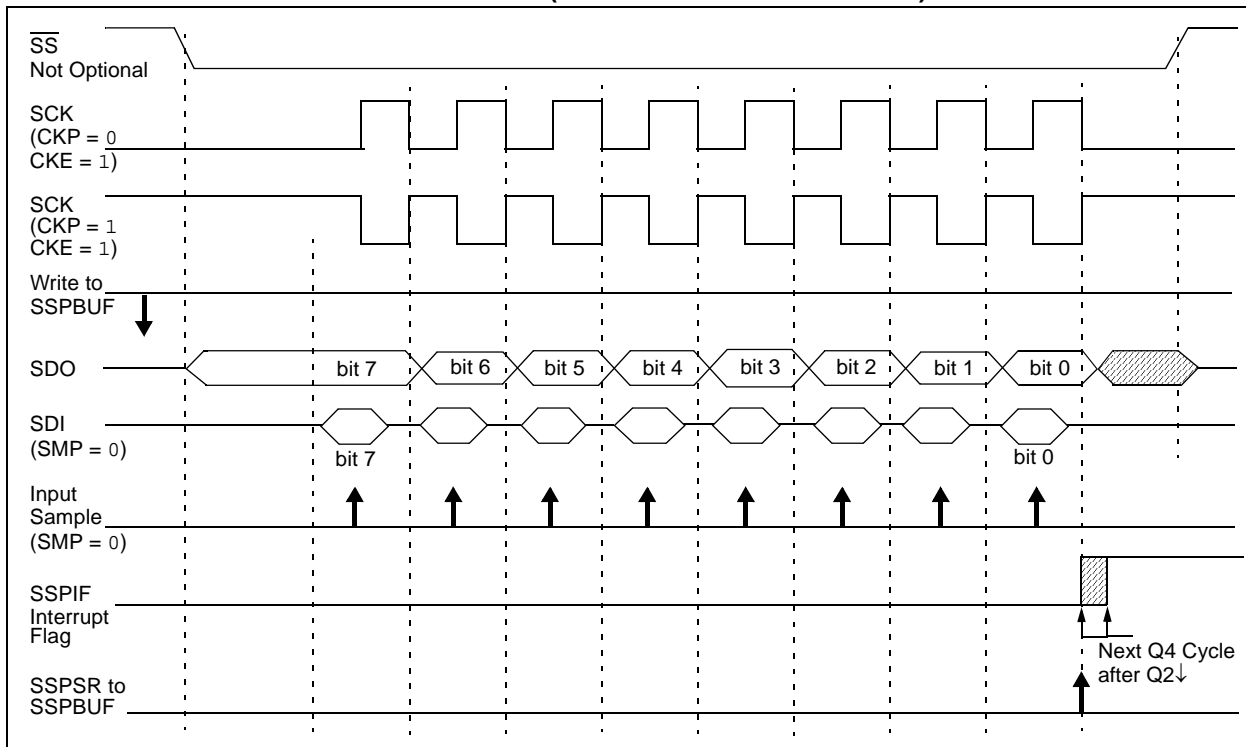 SS
Not Optional
SCK
(CKP = 0
CKE = 1)
SCK
(CKP = 1
CKE = 1)
Write to
SSPBUF
SDO
bit 7
bit 6
bit 5
bit 4
bit 3
bit 2
bit 1
bit 0
SDI
(SMP = 0)
bit 7
bit 0
Input
Sample
(SMP = 0)
SSPIF
Interrupt
Flag
Next Q4 Cycle
after Q2↓
SSPSR to
SSPBUF